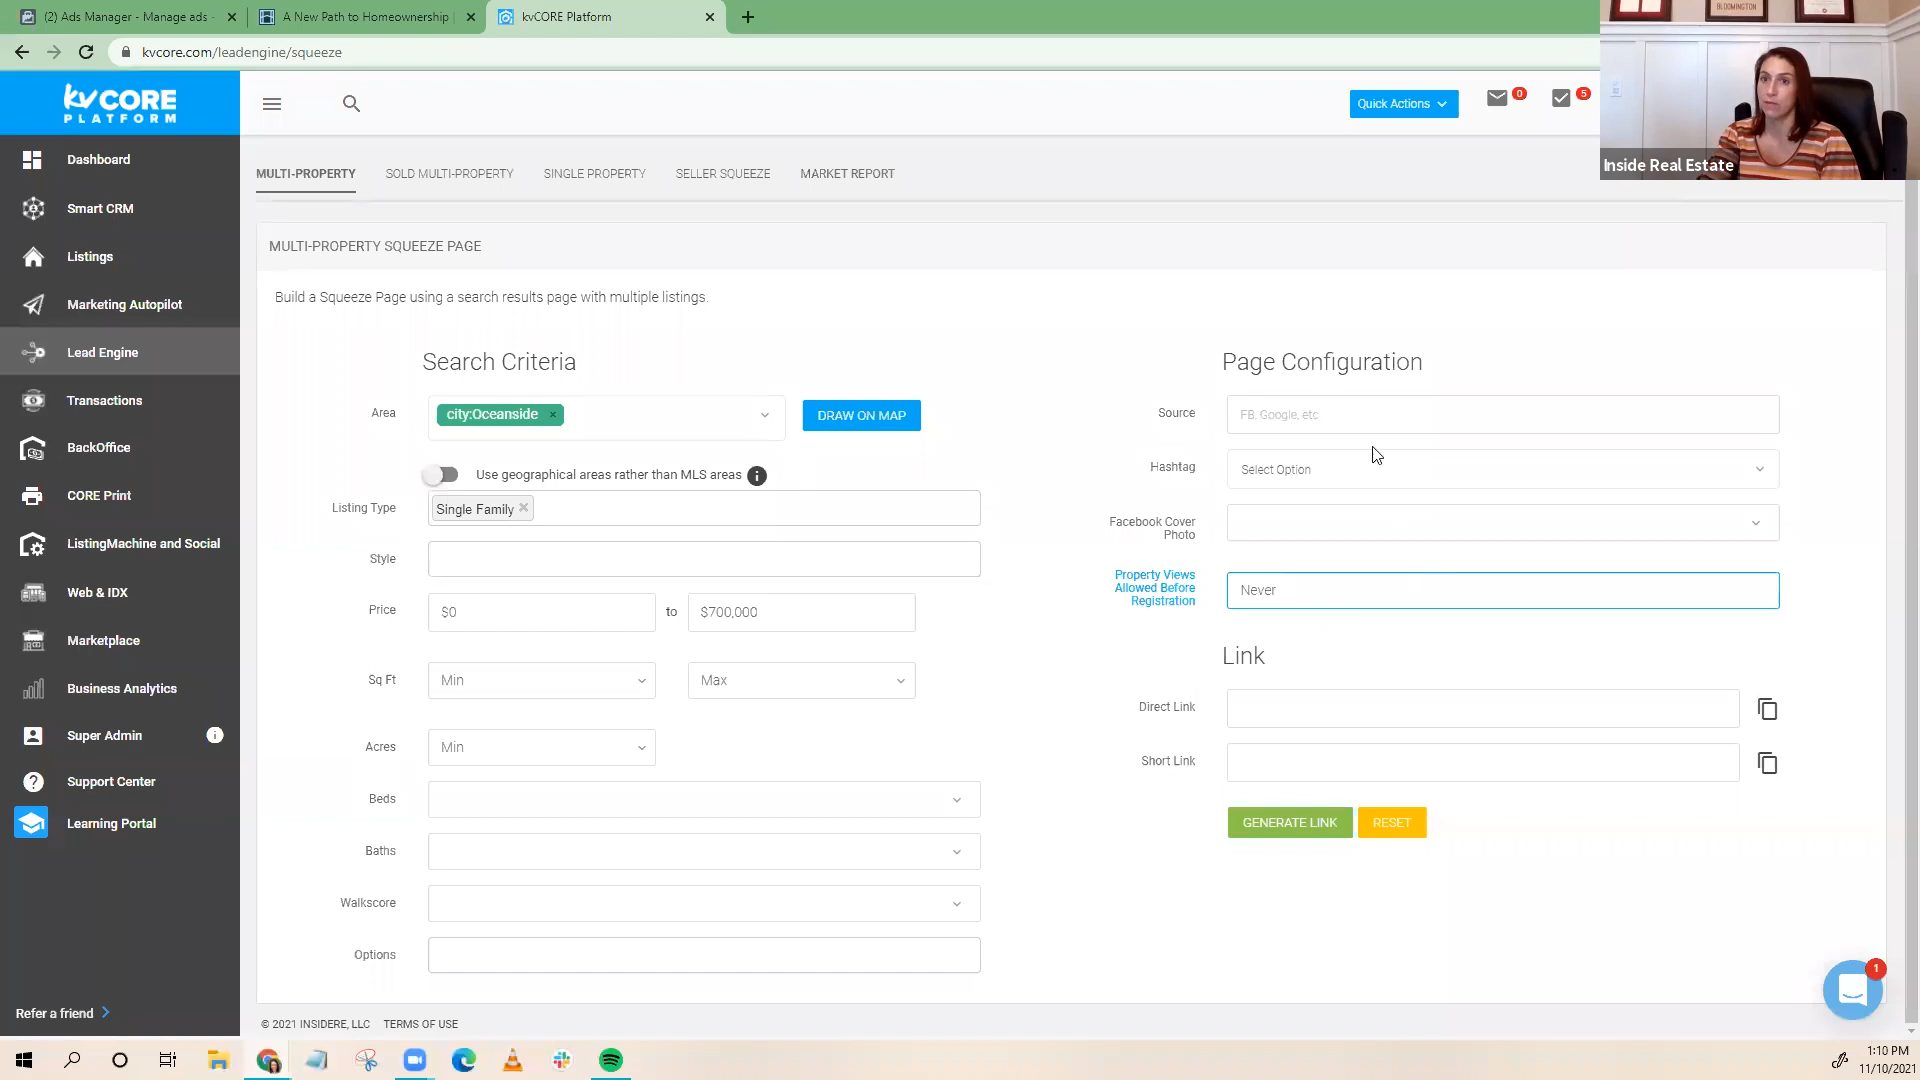 (2) Ads Manager - Manage ads -
A New Path to Homeownership
kvCORE Platform
kvcore.com/leadengine/squeeze
BLOOMINGTON
kvCORE
PLATFORM
Quick Actions
0
5
Inside Real Estate
Dashboard
Smart CRM
Listings
Marketing Autopilot
Lead Engine
Transactions
BackOffice
CORE Print
ListingMachine and Social
Web & IDX
Marketplace
Business Analytics
Super Admin
Support Center
Learning Portal
Refer a friend
MULTI-PROPERTY
SOLD MULTI-PROPERTY
SINGLE PROPERTY
SELLER SQUEEZE
MARKET REPORT
MULTI-PROPERTY SQUEEZE PAGE
Build a Squeeze Page using a search results page with multiple listings.
Search Criteria
Area
city:Oceanside ×
DRAW ON MAP
Use geographical areas rather than MLS areas
Listing Type
Single Family ×
Style
Price
$0
to
$700,000
Sq Ft
Min
Max
Acres
Min
Beds
Baths
Walkscore
Options
Page Configuration
Source
FB, Google, etc
Hashtag
Select Option
Facebook Cover
Photo
Property Views
Allowed Before
Registration
Never
Link
Direct Link
Short Link
GENERATE LINK
RESET
1
© 2021 INSIDERE, LLC
TERMS OF USE
1:10 PM
11/10/2021